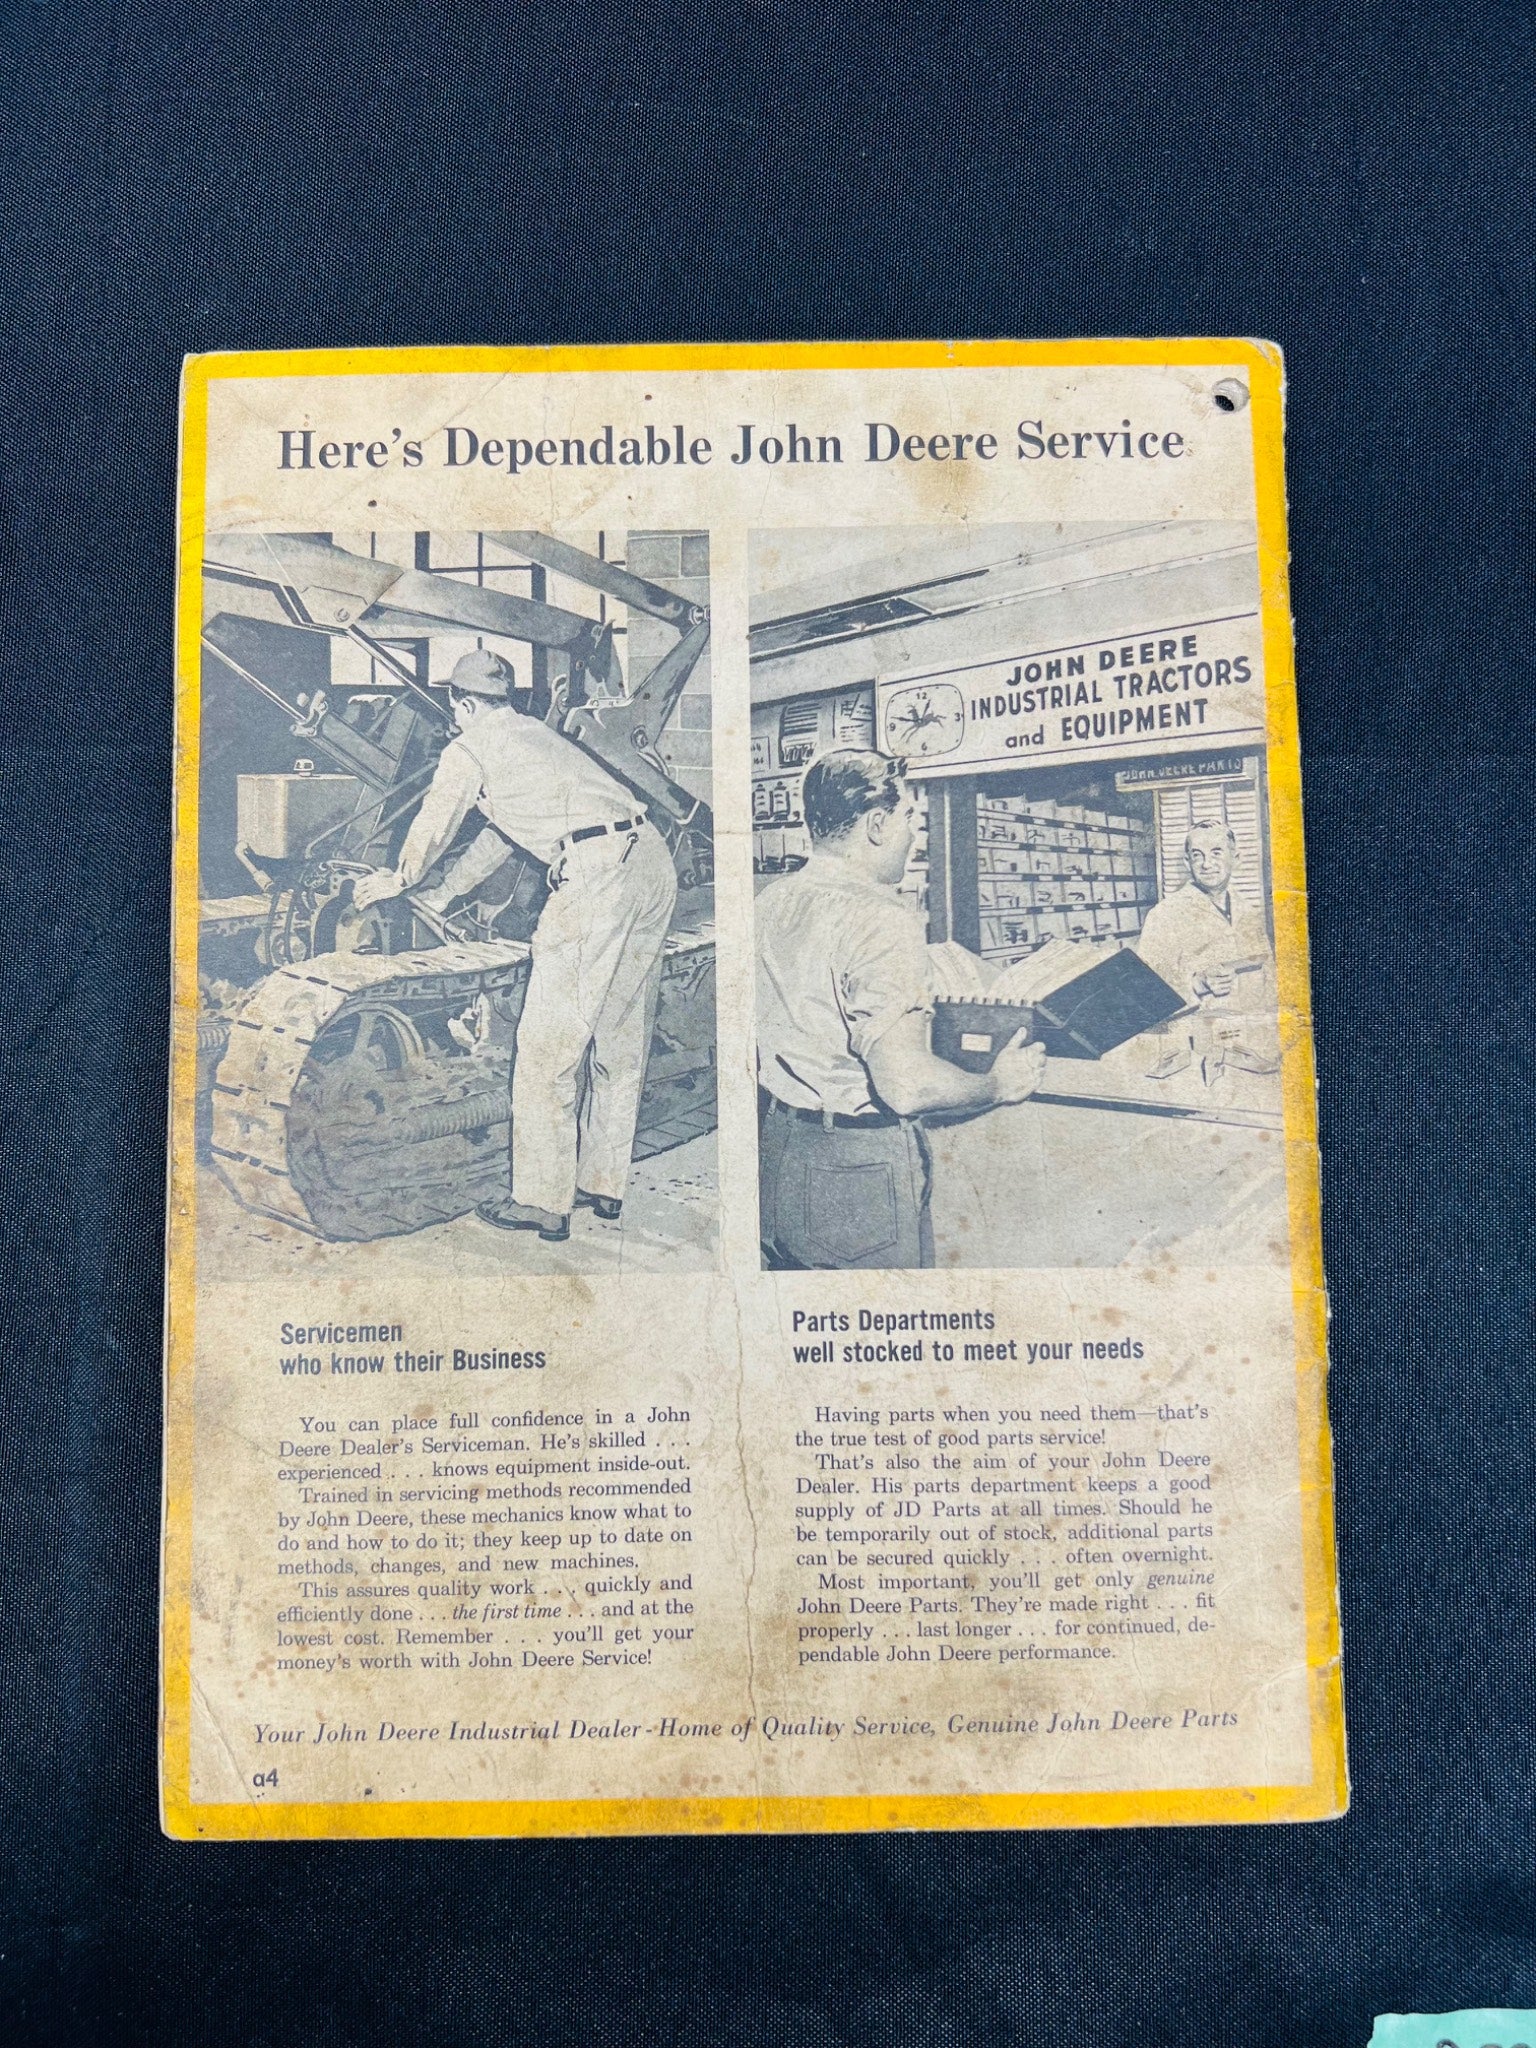 Here's Dependable John Deere Service
JOHN DEERE
INDUSTRIAL TRACTORS
and EQUIPMENT
12
3
6
9
JOHN DEERE PARTS
Servicemen
who know their Business
You can place full confidence in a John
Deere Dealer's Serviceman. He's skilled . . .
experienced . . . knows equipment inside-out.
Trained in servicing methods recommended
by John Deere, these mechanics know what to
do and how to do it; they keep up to date on
methods, changes, and new machines.
This assures quality work . . . quickly and
efficiently done . . . the first time . . . and at the
lowest cost. Remember . . . you'll get your
money's worth with John Deere Service!
Parts Departments
well stocked to meet your needs
Having parts when you need them—that's
the true test of good parts service!
That's also the aim of your John Deere
Dealer. His parts department keeps a good
supply of JD Parts at all times. Should he
be temporarily out of stock, additional parts
can be secured quickly . . . often overnight.
Most important, you'll get only genuine
John Deere Parts. They're made right . . . fit
properly . . . last longer . . . for continued, de-
pendable John Deere performance.
Your John Deere Industrial Dealer - Home of Quality Service, Genuine John Deere Parts
a4